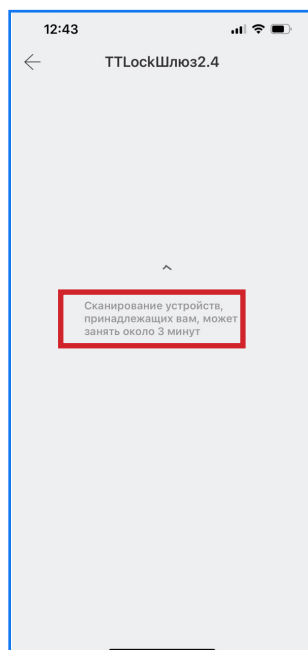 12:43
TTLockШлюз2.4
Сканирование устройств,
принадлежащих вам, может
занять около 3 минут